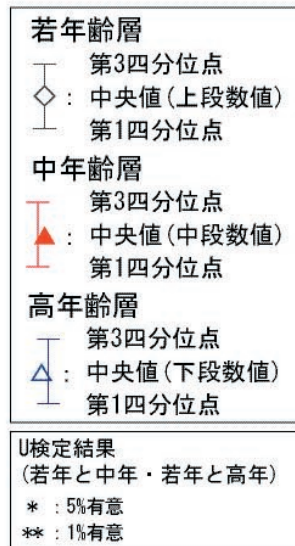 若年齢層
第3四分位点
： 中央値(上段数値)
第1四分位点
中年齢層
第3四分位点
： 中央値(中段数値)
第1四分位点
高年齢層
第3四分位点
： 中央値(下段数値)
第1四分位点
U検定結果
(若年と中年・若年と高年)
* ：5%有意
** ：1%有意